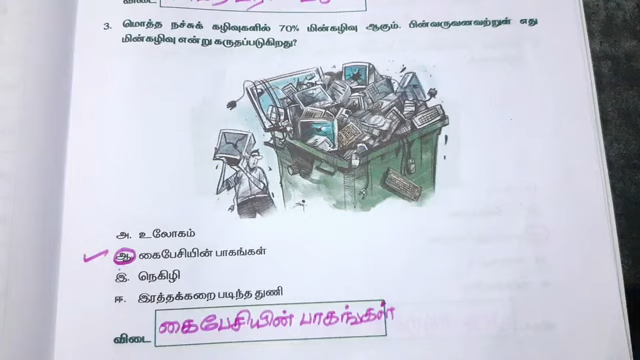 விடை
3. மொத்த நச்சுக் கழிவுகளில் 70% மின்கழிவு ஆகும். பின்வருவனவற்றுள் எது
மின்கழிவு என்று கருதப்படுகிறது?
அ. உலோகம்
ஆ. கைபேசியின் பாகங்கள்
இ. நெகிழி
ஈ. இரத்தக்கறை படிந்த துணி
விடை கைபேசியின் பாகங்கள்